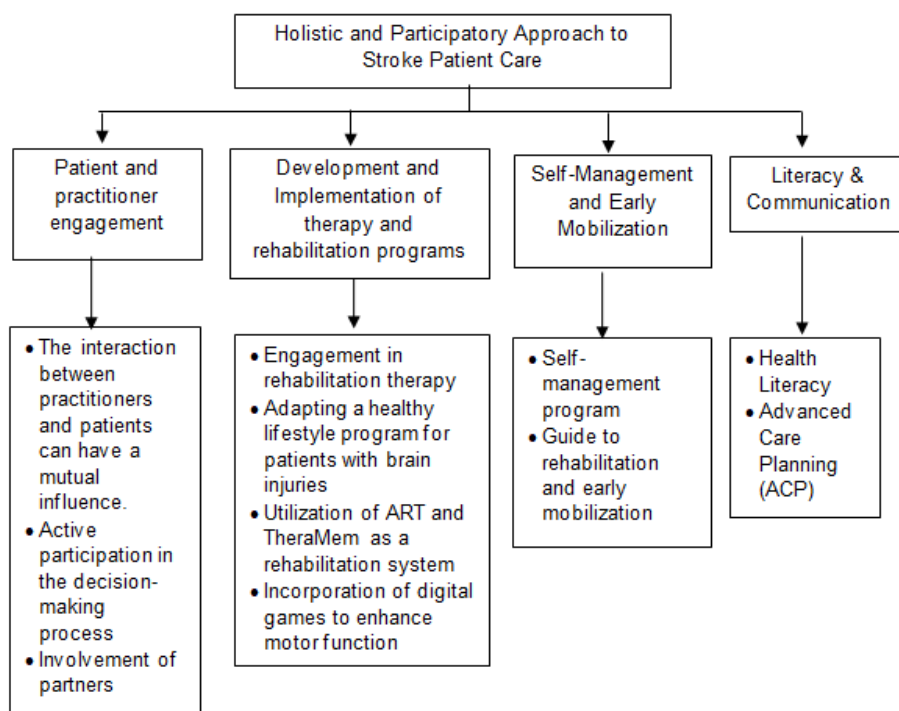 Holistic and Participatory Approach to
Stroke Patient Care
Patient and
practitioner
engagement
Development and
Implementation of
therapy and
rehabilitation programs
Self-Management
and Early
Mobilization
Literacy &
Communication
• The interaction
between
practitioners
and patients
can have a
mutual
influence.
• Active
participation in
the decision-
making
process
• Involvement of
partners
• Engagement in
rehabilitation therapy
• Adapting a healthy
lifestyle program for
patients with brain
injuries
• Utilization of ART and
TheraMem as a
rehabilitation system
• Incorporation of digital
games to enhance
motor function
• Self-
management
program
• Guide to
rehabilitation
and early
mobilization
• Health
Literacy
• Advanced
Care
Planning
(ACP)